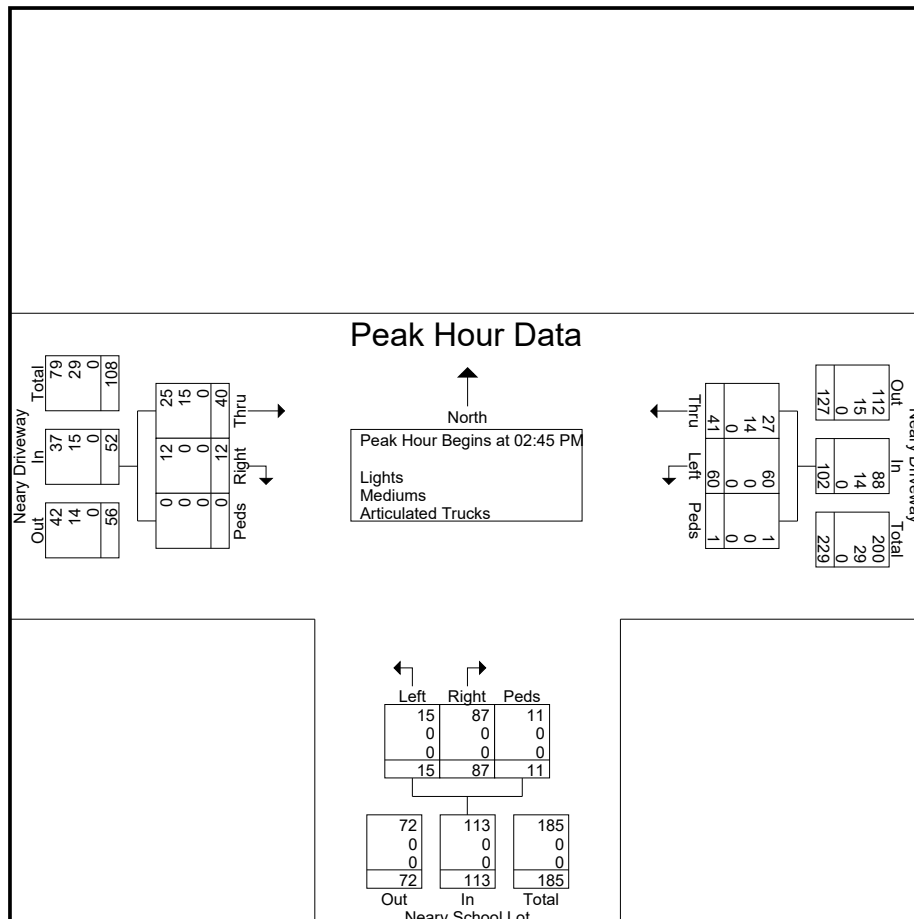 Peak Hour Data
North
Peak Hour Begins at 02:45 PM
Lights
Mediums
Articulated Trucks
Neary Driveway
Total
79
29
0
108
In
37
15
0
52
Out
42
14
0
56
Thru
25
15
0
40
Right
12
0
0
12
Peds
0
0
0
0
Neary Driveway
Out
112
15
0
127
In
88
14
0
102
Total
200
29
0
229
Thru
27
14
0
41
Left
60
0
0
60
Peds
1
0
0
1
Left Right Peds
15 87 11
0 0 0
0 0 0
15 87 11
72 113 185
0 0 0
0 0 0
72 113 185
Out In Total
Neary School Lot